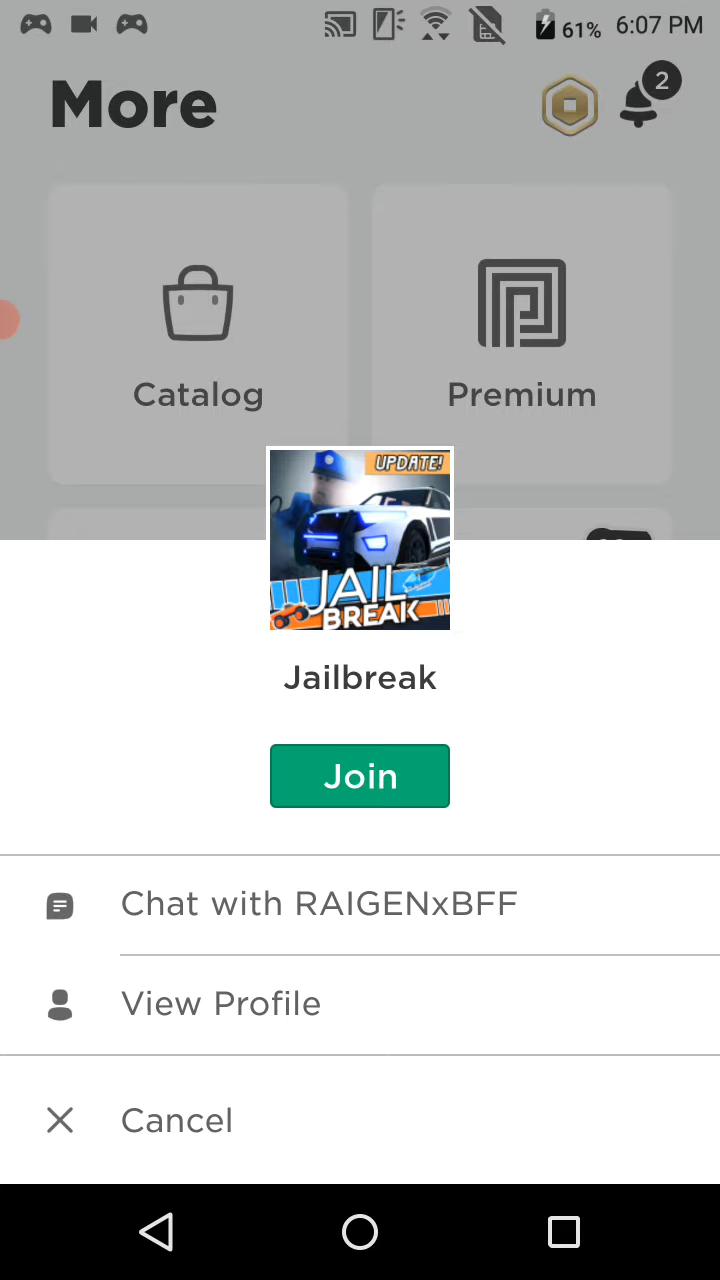 61% 6:07 PM
More
2
Catalog
Premium
UPDATE!
JAIL
BREAK
Jailbreak
Join
Chat with RAIGENxBFF
View Profile
Cancel